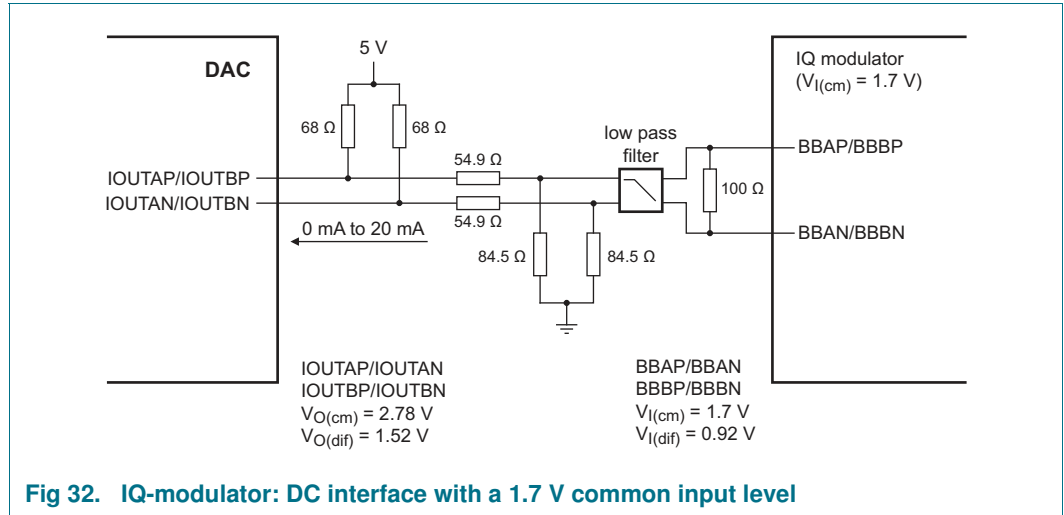 5 V
DAC
IQ modulator
(VI(cm) = 1.7 V)
68 Ω
68 Ω
low pass
filter
BBAP/BBBP
54.9 Ω
IOUTAP/IOUTBP
100 Ω
IOUTAN/IOUTBN
54.9 Ω
0 mA to 20 mA
BBAN/BBBN
84.5 Ω
84.5 Ω
IOUTAP/IOUTAN
IOUTBP/IOUTBN
VO(cm) = 2.78 V
VO(dif) = 1.52 V
BBAP/BBAN
BBBP/BBBN
VI(cm) = 1.7 V
VI(dif) = 0.92 V
Fig 32. IQ-modulator: DC interface with a 1.7 V common input level